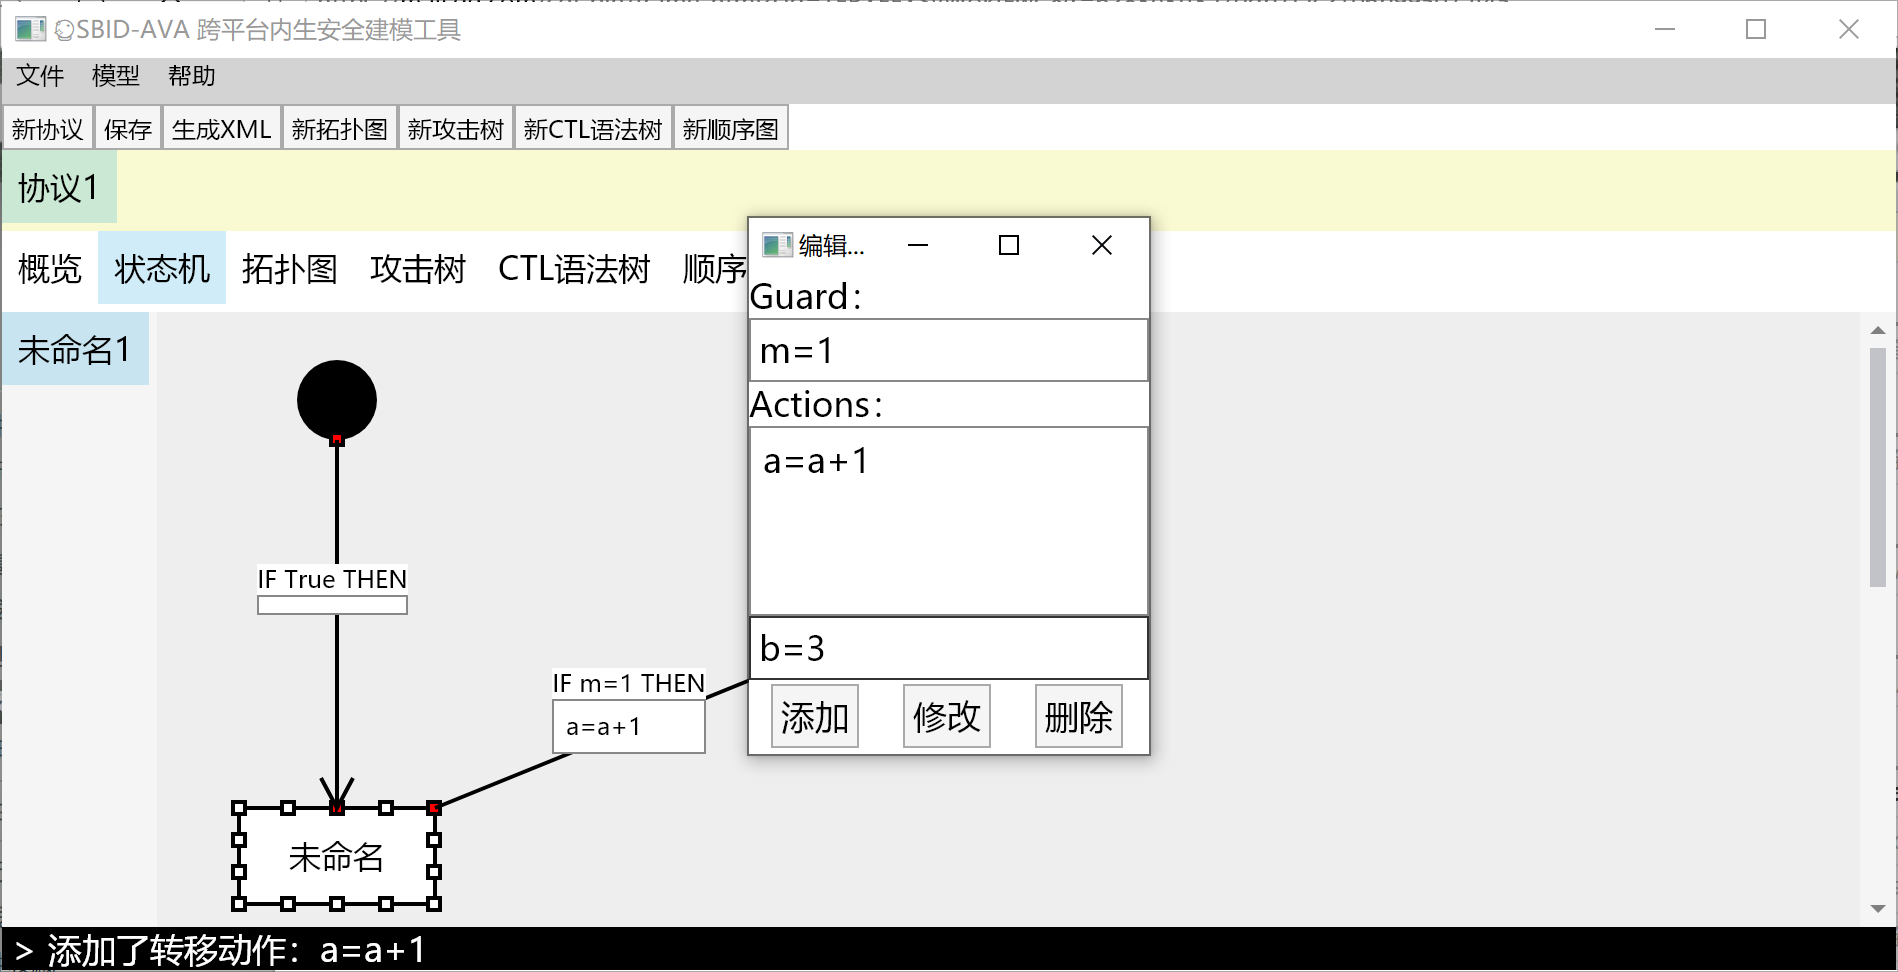 SBID-AVA 跨平台内生安全建模工具
文件 模型 帮助
新协议 保存 生成XML 新拓扑图 新攻击树 新CTL语法树 新顺序图
协议1
概览 状态机 拓扑图 攻击树 CTL语法树 顺序
未命名1
IF True THEN
IF m=1 THEN
a=a+1
未命名
编辑...
Guard:
m=1
Actions:
a=a+1
b=3
添加 修改 删除
> 添加了转移动作：a=a+1